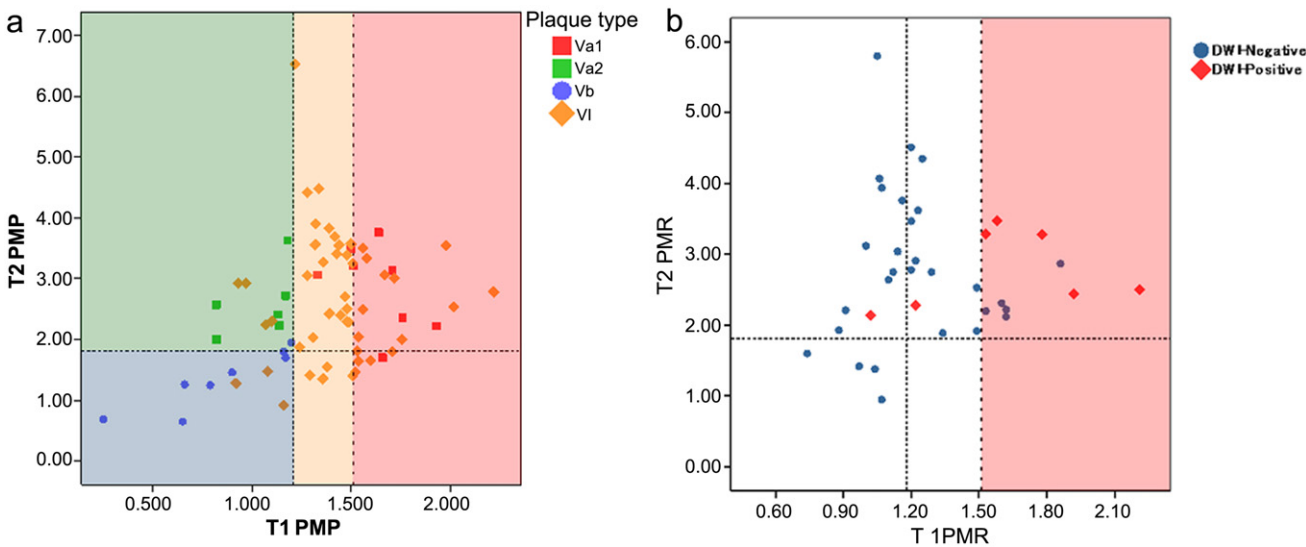 a
Plaque type
Va1
Va2
Vb
VI
7.00
6.00
5.00
4.00
3.00
2.00
1.00
0.00
T2 PMP
0.500
1.000
1.500
2.000
T1 PMP
b
DWI-Negative
DWI-Positive
6.00
5.00
4.00
3.00
2.00
1.00
0.00
T2 PMR
0.60
0.90
1.20
1.50
1.80
2.10
T 1PMR